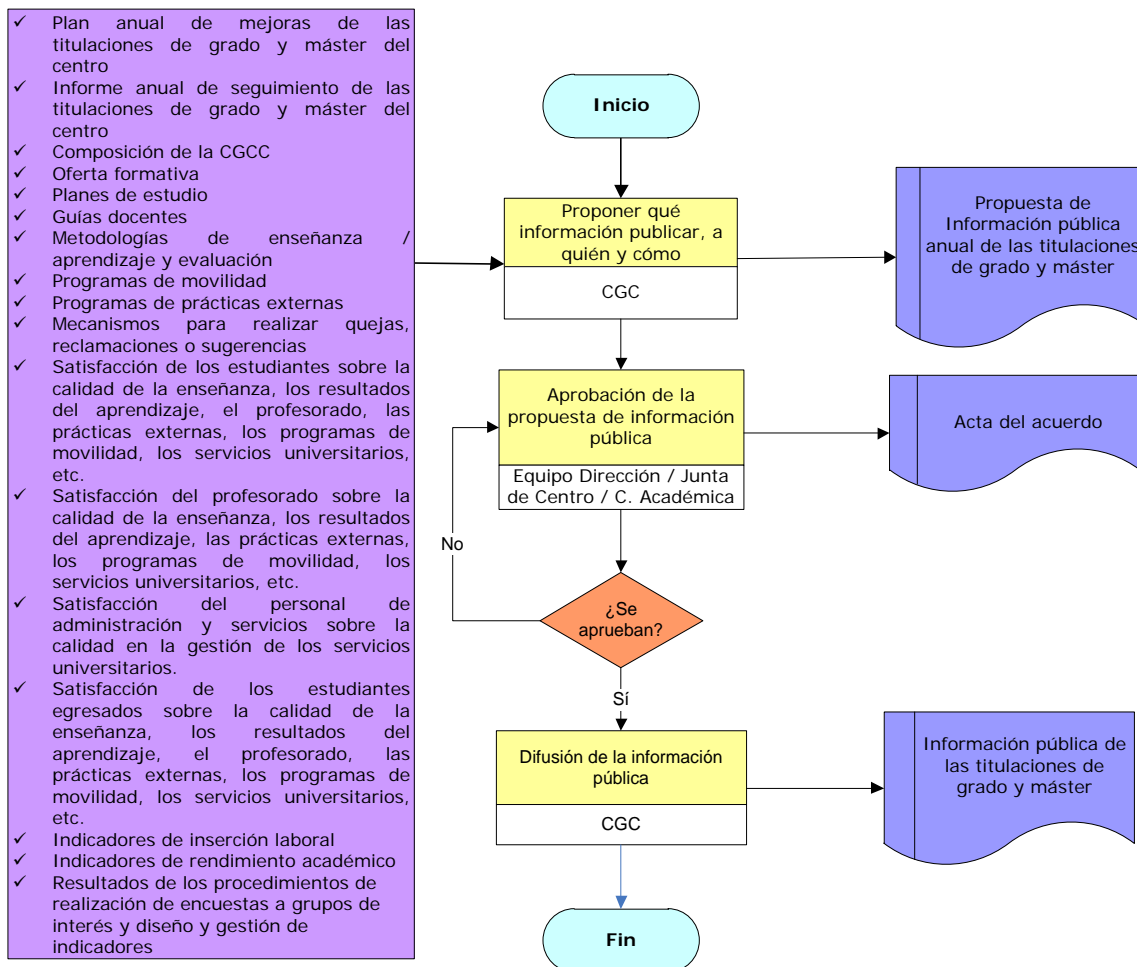 ✓ Plan anual de mejoras de las
titulaciones de grado y máster del
centro
✓ Informe anual de seguimiento de las
titulaciones de grado y máster del
centro
✓ Composición de la CGCC
✓ Oferta formativa
✓ Planes de estudio
✓ Guías docentes
✓ Metodologías de enseñanza /
aprendizaje y evaluación
✓ Programas de movilidad
✓ Programas de prácticas externas
✓ Mecanismos para realizar quejas,
reclamaciones o sugerencias
✓ Satisfacción de los estudiantes sobre la
calidad de la enseñanza, los resultados
del aprendizaje, el profesorado, las
prácticas externas, los programas de
movilidad, los servicios universitarios,
etc.
✓ Satisfacción del profesorado sobre la
calidad de la enseñanza, los resultados
del aprendizaje, las prácticas externas,
los programas de movilidad, los
servicios universitarios, etc.
✓ Satisfacción del personal de
administración y servicios sobre la
calidad en la gestión de los servicios
universitarios.
✓ Satisfacción de los estudiantes
egresados sobre la calidad de la
enseñanza, los resultados del
aprendizaje, el profesorado, las
prácticas externas, los programas de
movilidad, los servicios universitarios,
etc.
✓ Indicadores de inserción laboral
✓ Indicadores de rendimiento académico
✓ Resultados de los procedimientos de
realización de encuestas a grupos de
interés y diseño y gestión de
indicadores
Inicio
Proponer qué
información publicar, a
quién y cómo
CGC
Propuesta de
Información pública
anual de las titulaciones
de grado y máster
Aprobación de la
propuesta de información
pública
Equipo Dirección / Junta
de Centro / C. Académica
Acta del acuerdo
No
¿Se
aprueban?
Sí
Difusión de la información
pública
CGC
Información pública de
las titulaciones de
grado y máster
Fin